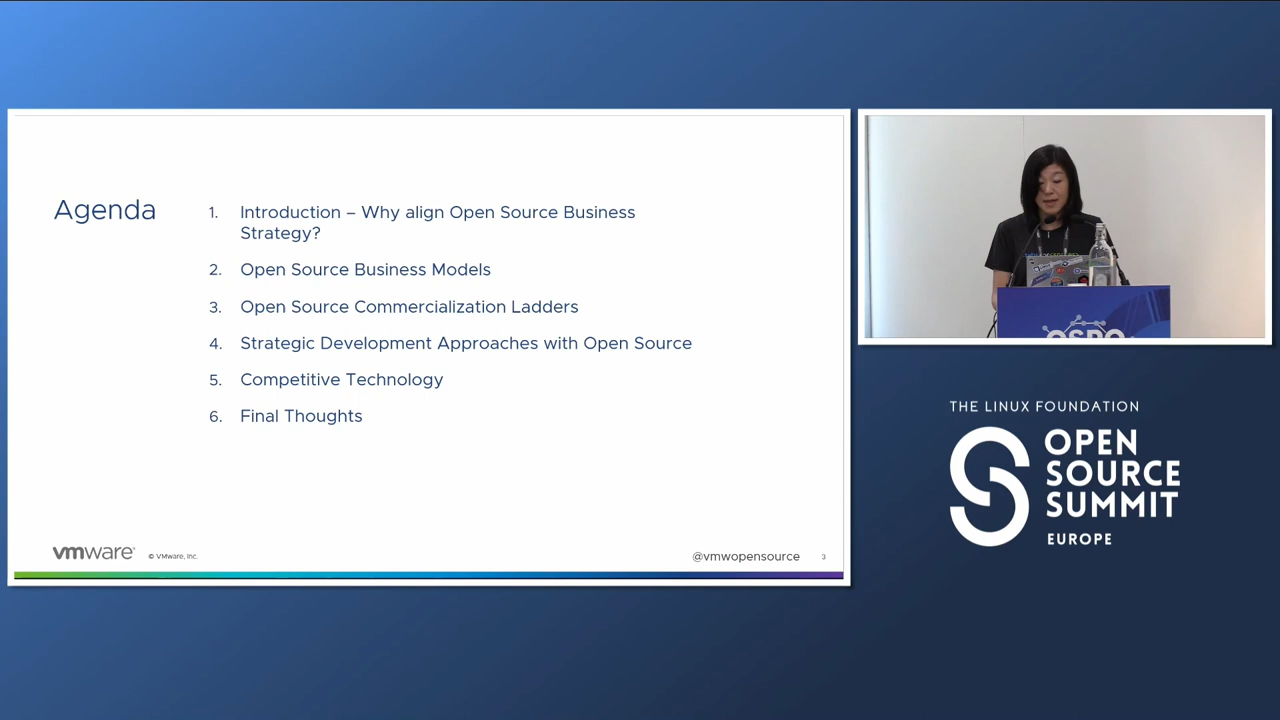 Agenda
1. Introduction – Why align Open Source Business
Strategy?
2. Open Source Business Models
3. Open Source Commercialization Ladders
4. Strategic Development Approaches with Open Source
5. Competitive Technology
6. Final Thoughts
vmware® © VMware, Inc.
@vmwopensource 3
OSPO
THE LINUX FOUNDATION
OPEN
SOURCE
SUMMIT
EUROPE